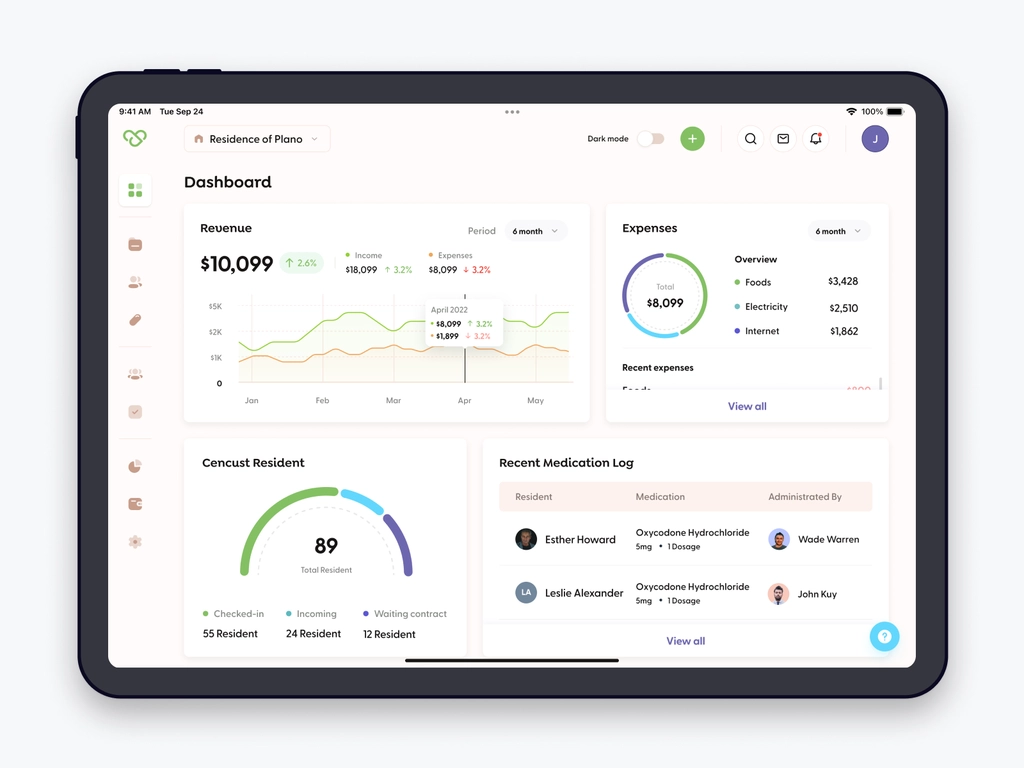 9:41 AM Tue Sep 24
100%
Residence of Plano
Dark mode
J
Dashboard
Revenue
Period 6 month
$10,099 2.6%
Income
$18,099 3.2%
Expenses
$8,099 3.2%
$5K
$2K
$1K
0
April 2022
$8,099 3.2%
$1,899 3.2%
Jan Feb Mar Apr May
Expenses
6 month
Total
$8,099
Overview
Foods $3,428
Electricity $2,510
Internet $1,862
Recent expenses
View all
Cencust Resident
89
Total Resident
Checked-in
55 Resident
Incoming
24 Resident
Waiting contract
12 Resident
Recent Medication Log
Resident Medication Administrated By
Esther Howard
Oxycodone Hydrochloride
5mg • 1 Dosage
Wade Warren
LA
Leslie Alexander
Oxycodone Hydrochloride
5mg • 1 Dosage
John Kuy
View all
?